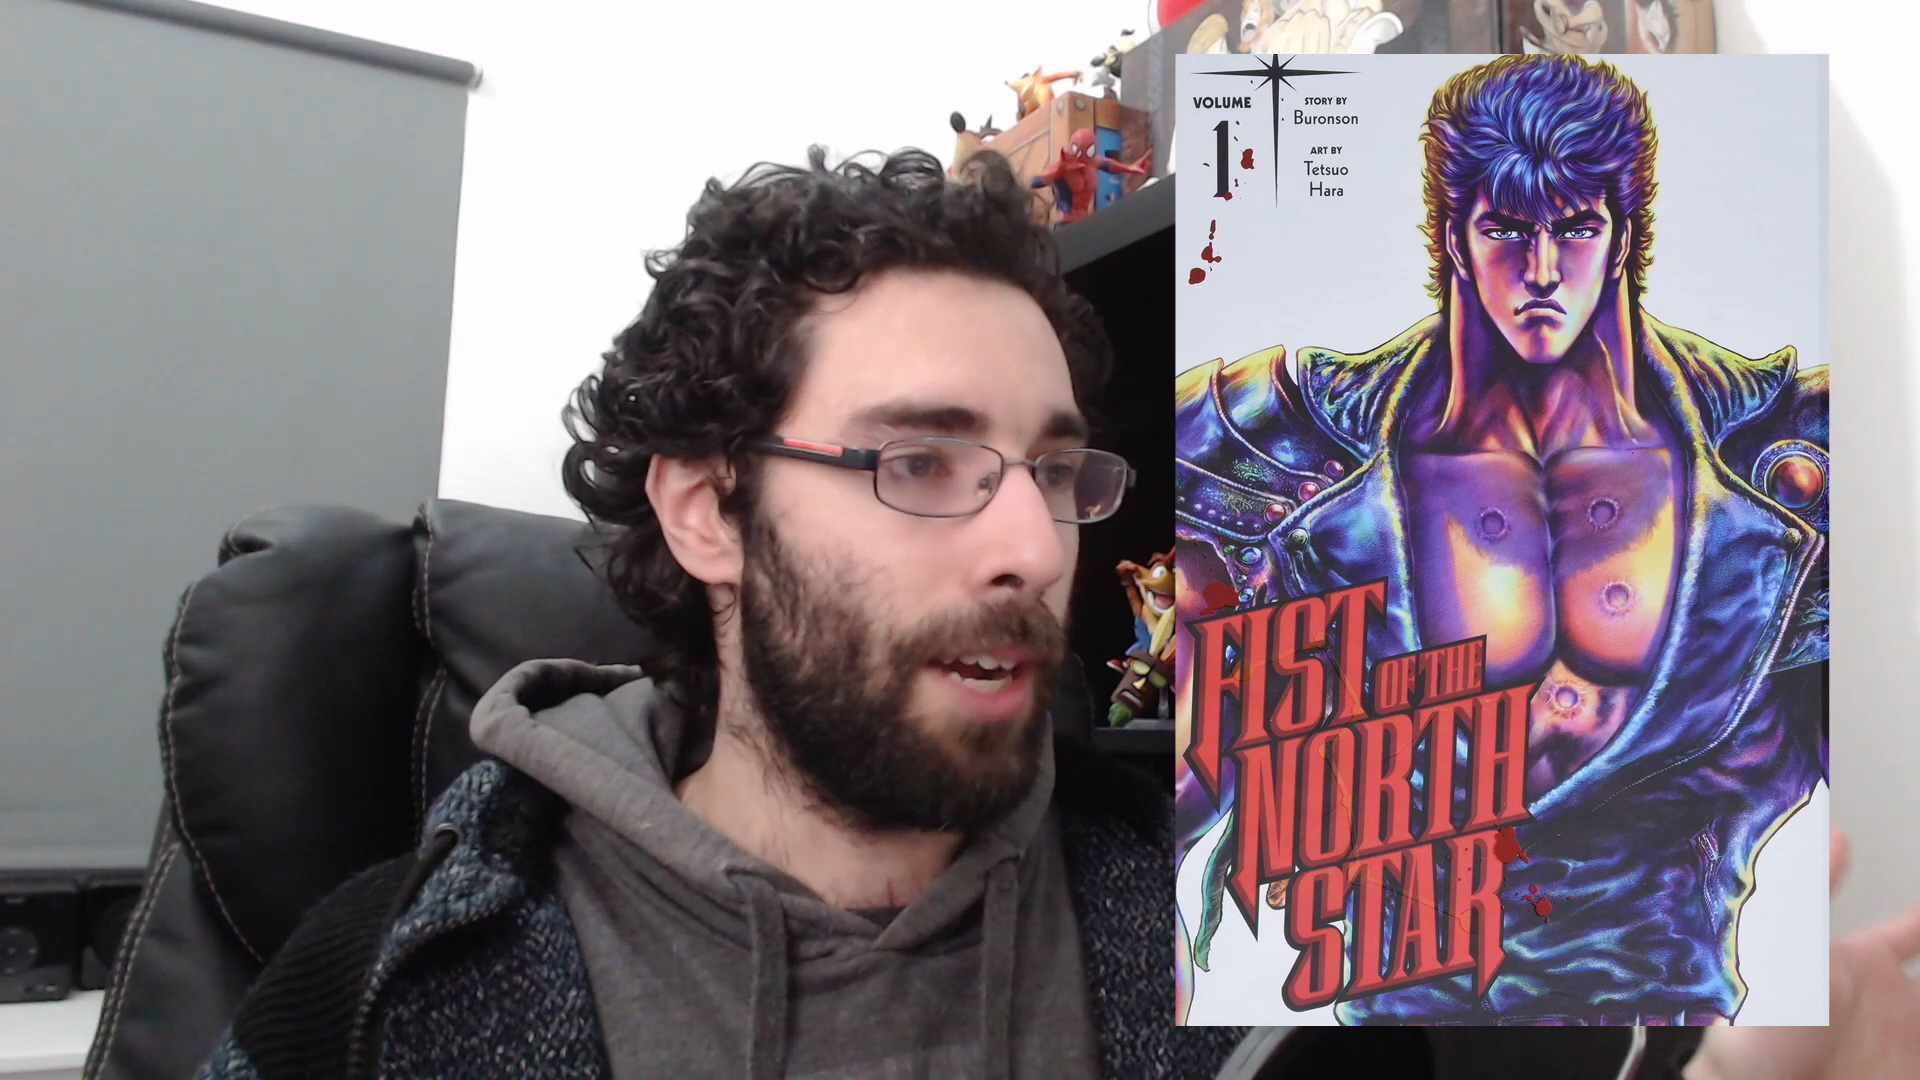 VOLUME
1
STORY BY
Buronson
ART BY
Tetsuo
Hara
FIST
OF THE
NORTH
STAR